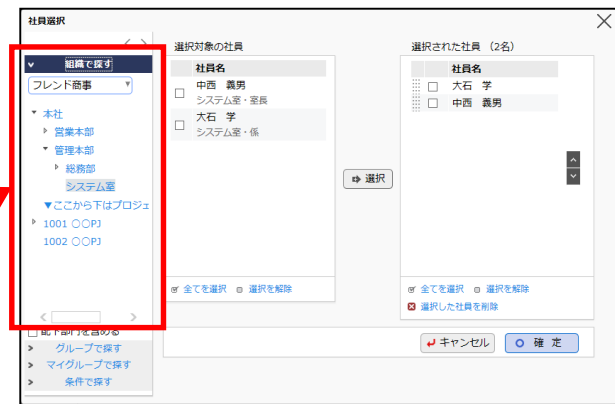 社員選択
組織で探す
フレンド商事
本社
営業本部
管理本部
総務部
システム室
▼ここから下はプロジェ
1001 ○○PJ
1002 ○○PJ
配下部門を含める
グループで探す
マイグループで探す
条件で探す
選択対象の社員
社員名
中西 義男
システム室・室長
大石 学
システム室・係
全てを選択 選択を解除
選択
選択された社員 （2名）
社員名
大石 学
中西 義男
全てを選択 選択を解除
選択した社員を削除
キャンセル
確 定